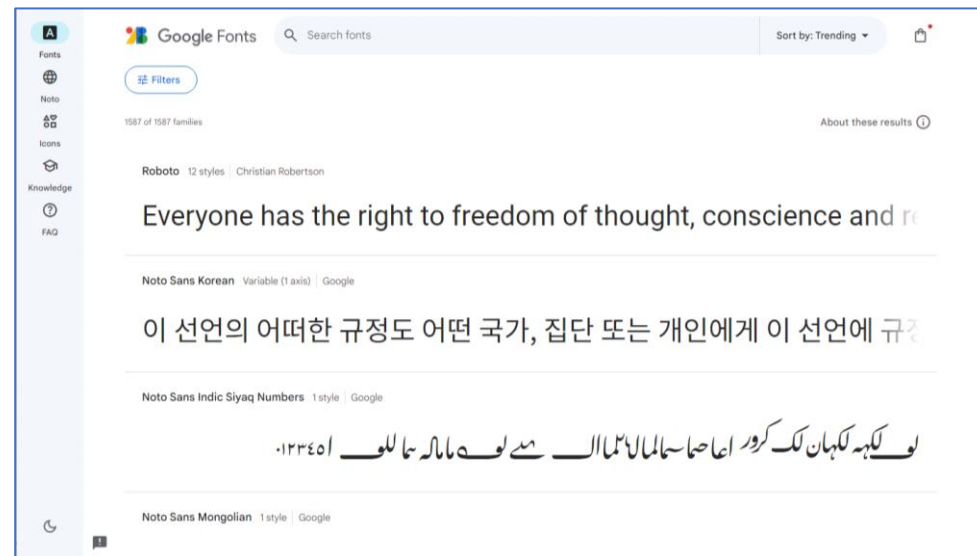 Google Fonts
Search fonts
Sort by: Trending
Fonts
Noto
Icons
Knowledge
FAQ
Filters
1587 of 1587 families
About these results
Roboto 12 styles | Christian Robertson
Everyone has the right to freedom of thought, conscience and re
Noto Sans Korean Variable (1 axis) | Google
이 선언의 어떠한 규정도 어떤 국가, 집단 또는 개인에게 이 선언에 규정
Noto Sans Indic Siyaq Numbers 1 style | Google
Noto Sans Mongolian 1 style | Google